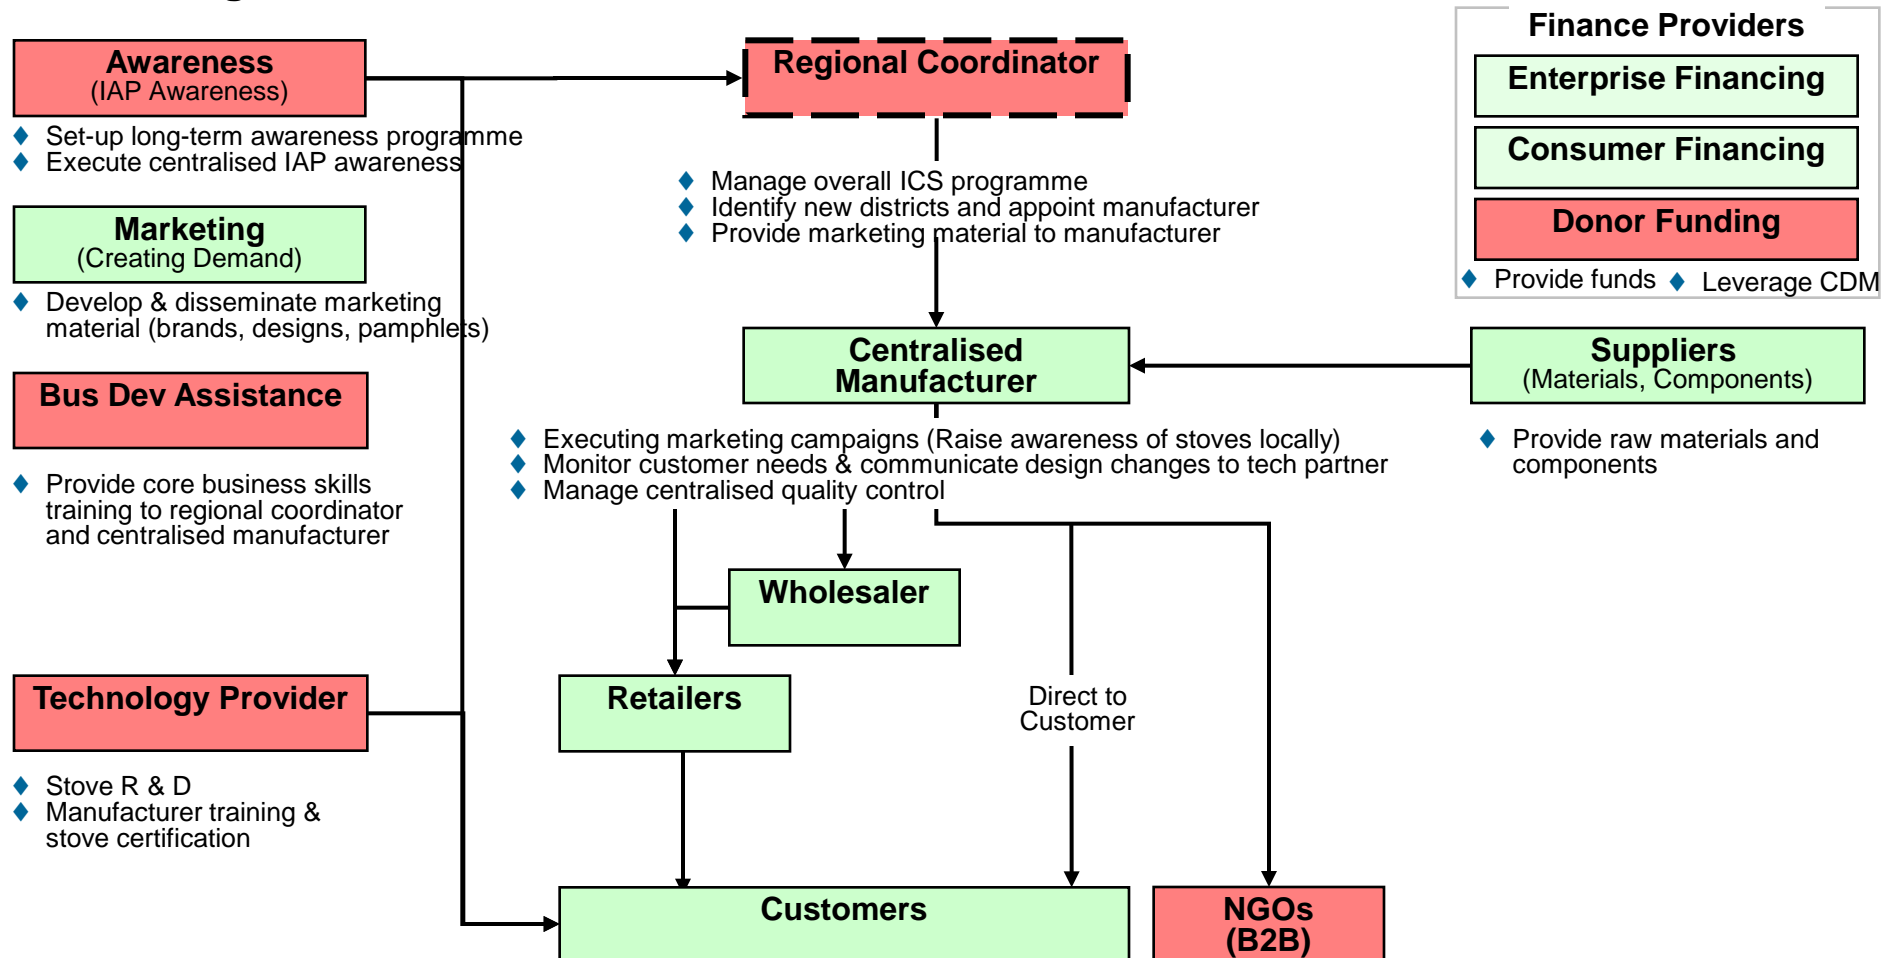 Awareness
(IAP Awareness)
Set-up long-term awareness programme
Execute centralised IAP awareness
Marketing
(Creating Demand)
Develop & disseminate marketing
material (brands, designs, pamphlets)
Bus Dev Assistance
Provide core business skills
training to regional coordinator
and centralised manufacturer
Technology Provider
Stove R & D
Manufacturer training &
stove certification
Regional Coordinator
Manage overall ICS programme
Identify new districts and appoint manufacturer
Provide marketing material to manufacturer
Centralised
Manufacturer
Executing marketing campaigns (Raise awareness of stoves locally)
Monitor customer needs & communicate design changes to tech partner
Manage centralised quality control
Wholesaler
Retailers
Direct to
Customer
Customers
NGOs
(B2B)
Finance Providers
Enterprise Financing
Consumer Financing
Donor Funding
Provide funds
Leverage CDM
Suppliers
(Materials, Components)
Provide raw materials and
components